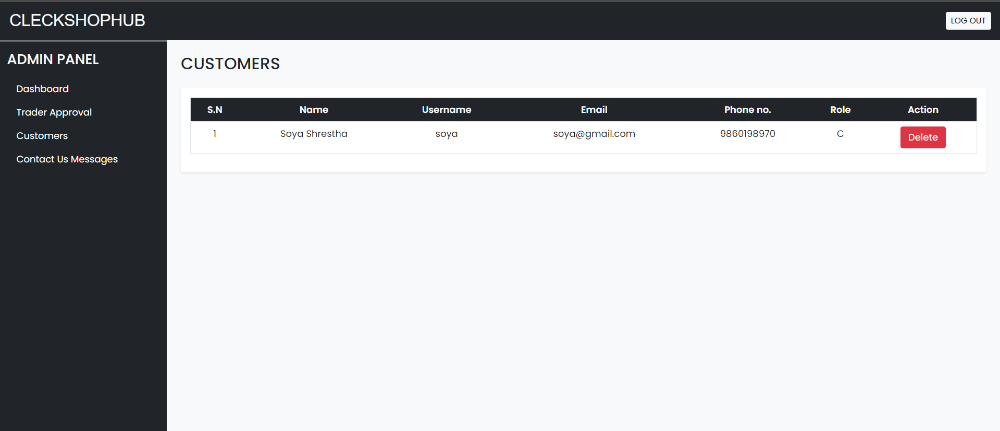 CLECKSHOPHUB
LOG OUT
ADMIN PANEL
Dashboard
Trader Approval
Customers
Contact Us Messages
CUSTOMERS
S.N Name Username Email Phone no. Role Action
1 Soya Shrestha soya soya@gmail.com 9860198970 C Delete